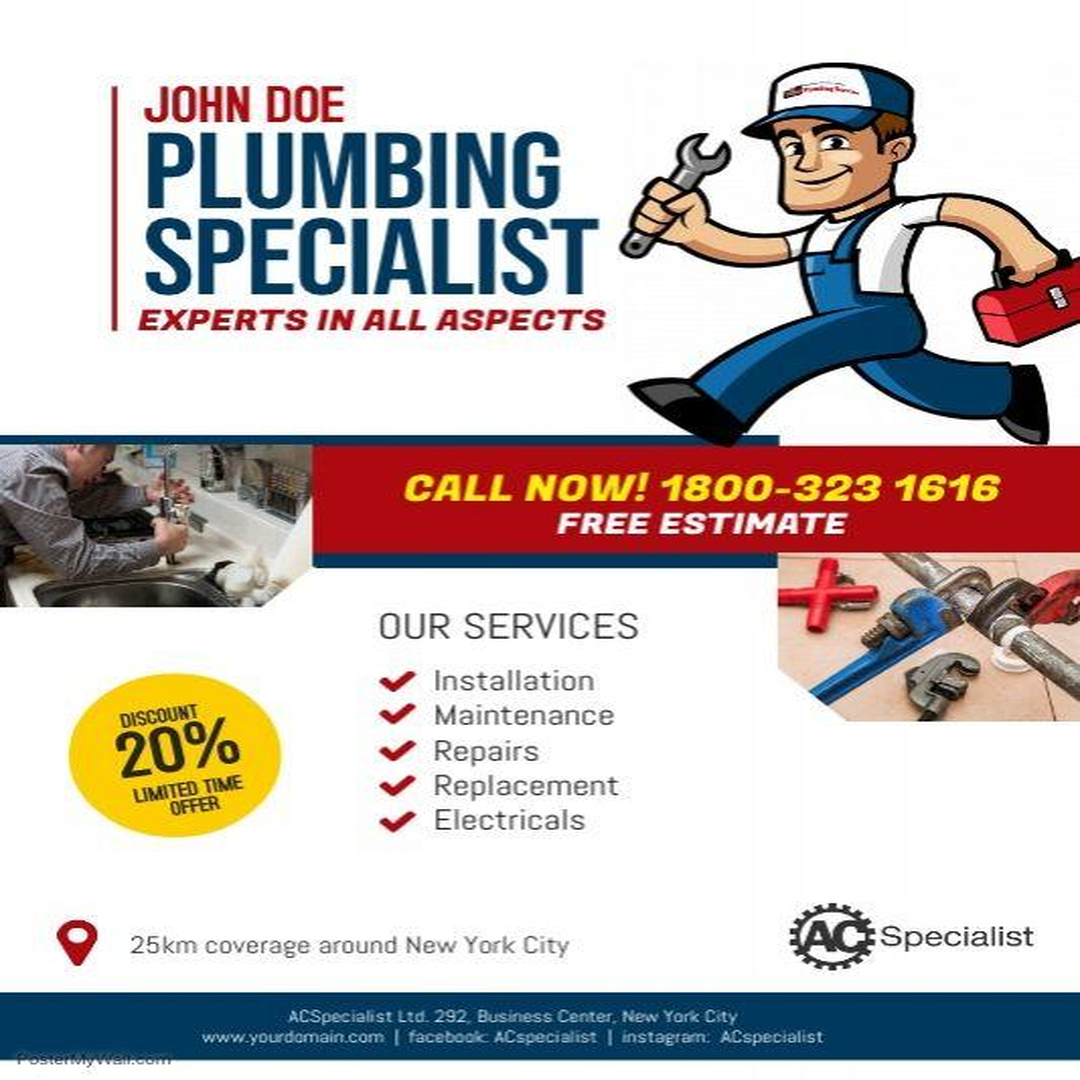 JOHN DOE
PLUMBING
SPECIALIST
EXPERTS IN ALL ASPECTS
CALL NOW! 1800-323 1616
FREE ESTIMATE
OUR SERVICES
Installation
Maintenance
Repairs
Replacement
Electricals
DISCOUNT
20%
LIMITED TIME
OFFER
25km coverage around New York City
AC Specialist
ACSpecialist Ltd. 292, Business Center, New York City
www.yourdomain.com | facebook: ACspecialist | instagram: ACspecialist
PosterMyWall.com